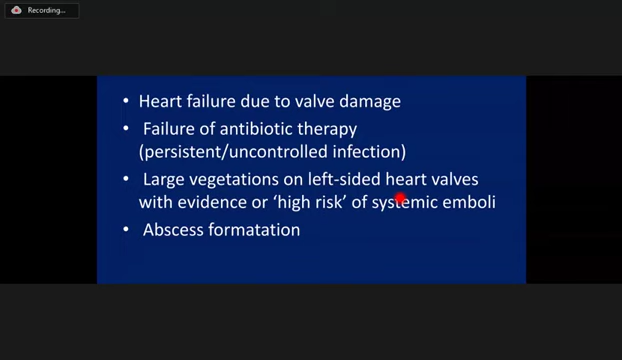 Recording...
• Heart failure due to valve damage
• Failure of antibiotic therapy
(persistent/uncontrolled infection)
• Large vegetations on left-sided heart valves
with evidence or ‘high risk’ of systemic emboli
• Abscess formatation